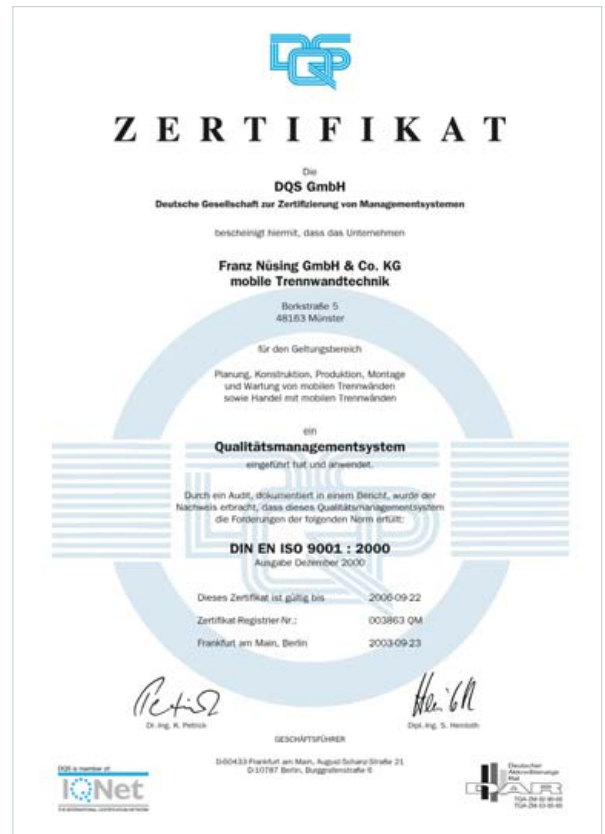 DQS
ZERTIFIKAT
Die
DQS GmbH
Deutsche Gesellschaft zur Zertifizierung von Managementsystemen
bescheinigt hiermit, dass das Unternehmen
Franz Nüsing GmbH & Co. KG
mobile Trennwandtechnik
Borkstraße 5
48163 Münster
für den Geltungsbereich
Planung, Konstruktion, Produktion, Montage
und Wartung von mobilen Trennwänden
sowie Handel mit mobilen Trennwänden
ein
Qualitätsmanagementsystem
eingeführt hat und anwendet.
Durch ein Audit, dokumentiert in einem Bericht, wurde der
Nachweis erbracht, dass dieses Qualitätsmanagementsystem
die Forderungen der folgenden Norm erfüllt:
DIN EN ISO 9001 : 2000
Ausgabe Dezember 2000
Dieses Zertifikat ist gültig bis 2006-09-22
Zertifikat-Registrier-Nr.: 003863 QM
Frankfurt am Main, Berlin 2003-09-23
Dr.-Ing. K. Petrick
Dipl.-Ing. S. Heinloth
GESCHÄFTSFÜHRER
D-60433 Frankfurt am Main, August-Schanz-Straße 21
D-10787 Berlin, Burggrafenstraße 6
DQS is member of:
IQNet
THE INTERNATIONAL CERTIFICATION NETWORK
Deutscher
Akkreditierungs
Rat
DAR